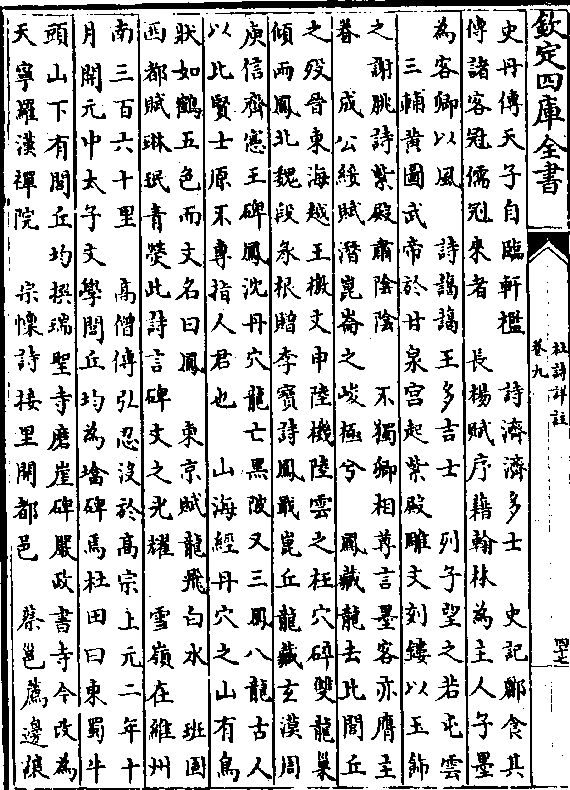 欽定四庫全書
杜詩詳註
卷九
四十七
史丹傳天子自臨軒檻　詩濟濟多士　史記酈食其
傳諸客冠儒冠來者　長楊賦序藉翰林為主人子墨
為客卿以風　詩藹藹王多吉士　列子望之若屯雲
三輔黃圖武帝於甘泉宮起紫殿雕文刻鏤以玉飾
之謝朓詩紫殿肅陰陰　不獨卿相尊言墨客亦膺主
眷　成公綏賦潛崑崙之峻極兮　鳳藏龍去此閭丘
之歿晉東海越王檄文申陸機陸雲之枉穴碎雙龍巢
傾兩鳳北魏段承根贈李寶詩鳳戢崑丘龍藏玄漠周
庾信齊憲王碑鳳沈丹穴龍亡黑陂又三鳳八龍古人
以比賢士原不專指人君也　山海經丹穴之山有鳥
狀如鶴五色而文名曰鳳　東京賦龍飛白水　班固
西都賦琳珉青熒此詩言碑文之光耀　雪嶺在維州
南三百六十里　高僧傳弘忍沒於高宗上元二年十
月開元中太子文學閭丘均為塔碑焉杜田曰東蜀牛
頭山下有閭丘均撰瑞聖寺磨崖碑嚴政書寺今改為
天寧羅漢禪院　宗懍詩接里開都邑　蔡邕薦邊讓